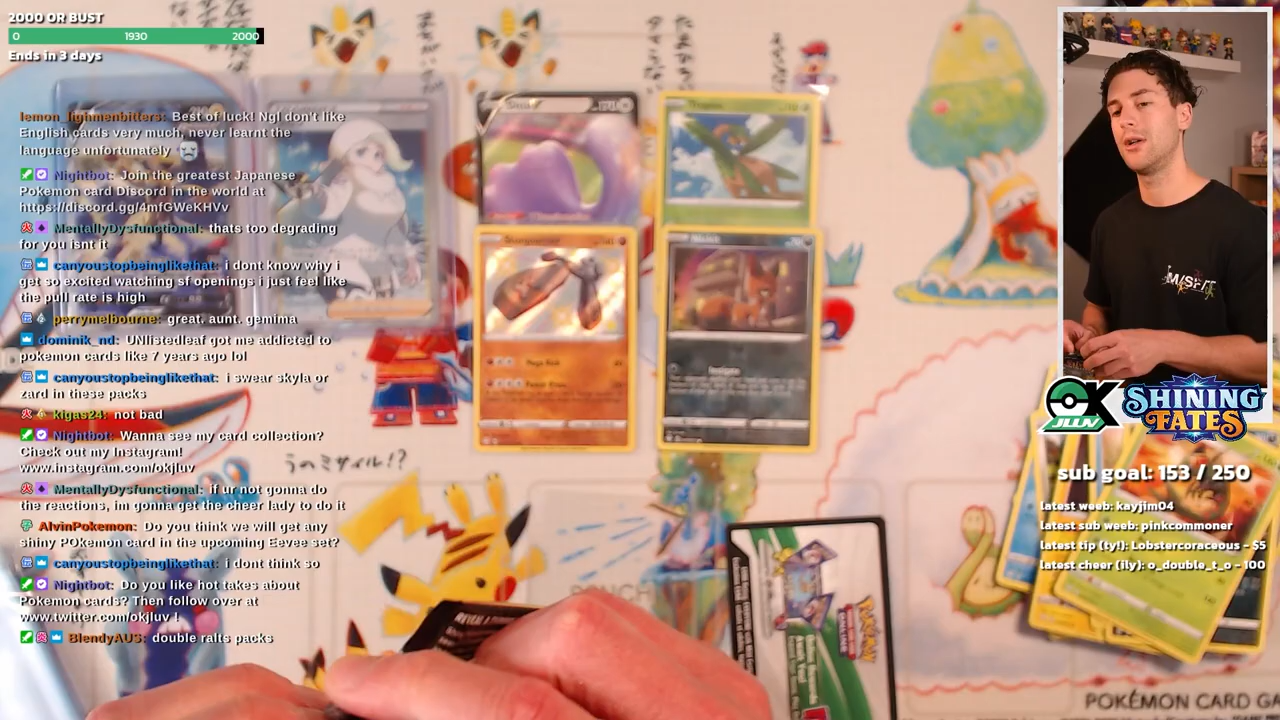 2000 OR BUST
0 1930 2000
Ends in 3 days
lemon_lgiamenbitters: Best of luck! Ngl don't like
English cards very much, never learnt the
language unfortunately
Nightbot: Join the greatest Japanese
Pokemon card Discord in the world at
https://discord.gg/4mfGWeKHVv
MentallyDysfunctional: thats too degrading
for you isnt it
canyoustopbeinglikethat: i dont know why i
get so excited watching sf openings i just feel like
the pull rate is high
perrymelbourne: great. aunt. gemima
dominik_nd: UNlistedleaf got me addicted to
pokemon cards like 7 years ago lol
canyoustopbeinglikethat: i swear skyla or
zard in these packs
kigas24: not bad
Nightbot: Wanna see my card collection?
Check out my Instagram!
www.instagram.com/okjluv
MentallyDysfunctional: if ur not gonna do
the reactions, im gonna get the cheer lady to do it
AlvinPokemon: Do you think we will get any
shiny POkemon card in the upcoming Eevee set?
canyoustopbeinglikethat: i dont think so
Nightbot: Do you like hot takes about
Pokemon cards? Then follow over at
www.twitter.com/okjluv !
BlendyAUS: double ralts packs
うのミサイル!?
OK
JLUV
SHINING
FATES
sub goal: 153 / 250
latest weeb: kayjim04
latest sub weeb: pinkcommoner
latest tip (ty!): Lobstercoraceous - $5
latest cheer (ily): o_double_t_o - 100
PUNCH
POKÉMON CARD GA